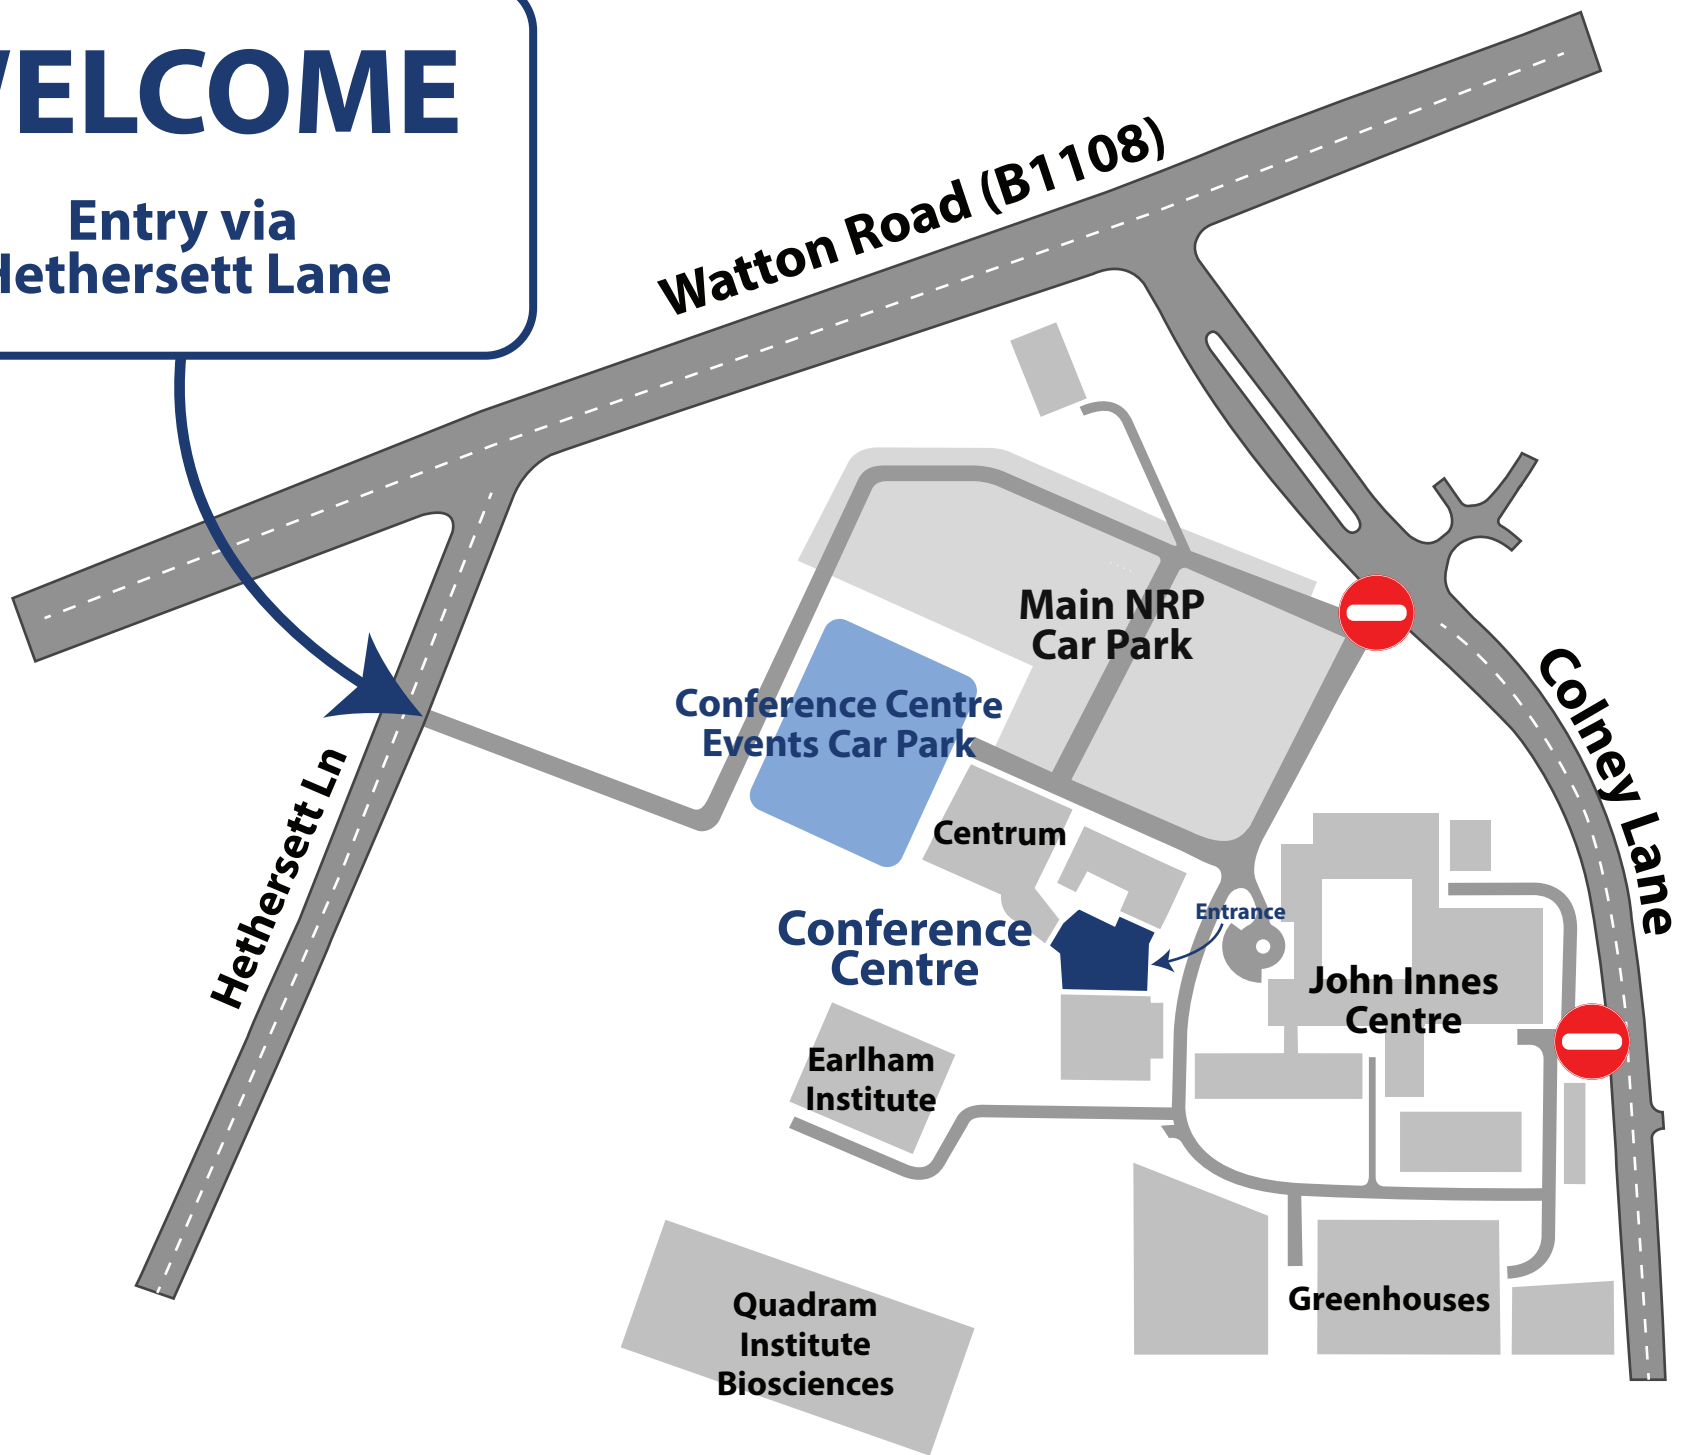 ELCOME
Entry via
Hethersett Lane
Watton Road (B1108)
Main NRP
Car Park
Conference Centre
Events Car Park
Colney Lane
Hethersett Ln
Centrum
Entrance
Conference
Centre
John Innes
Centre
Earlham
Institute
Greenhouses
Quadram
Institute
Biosciences